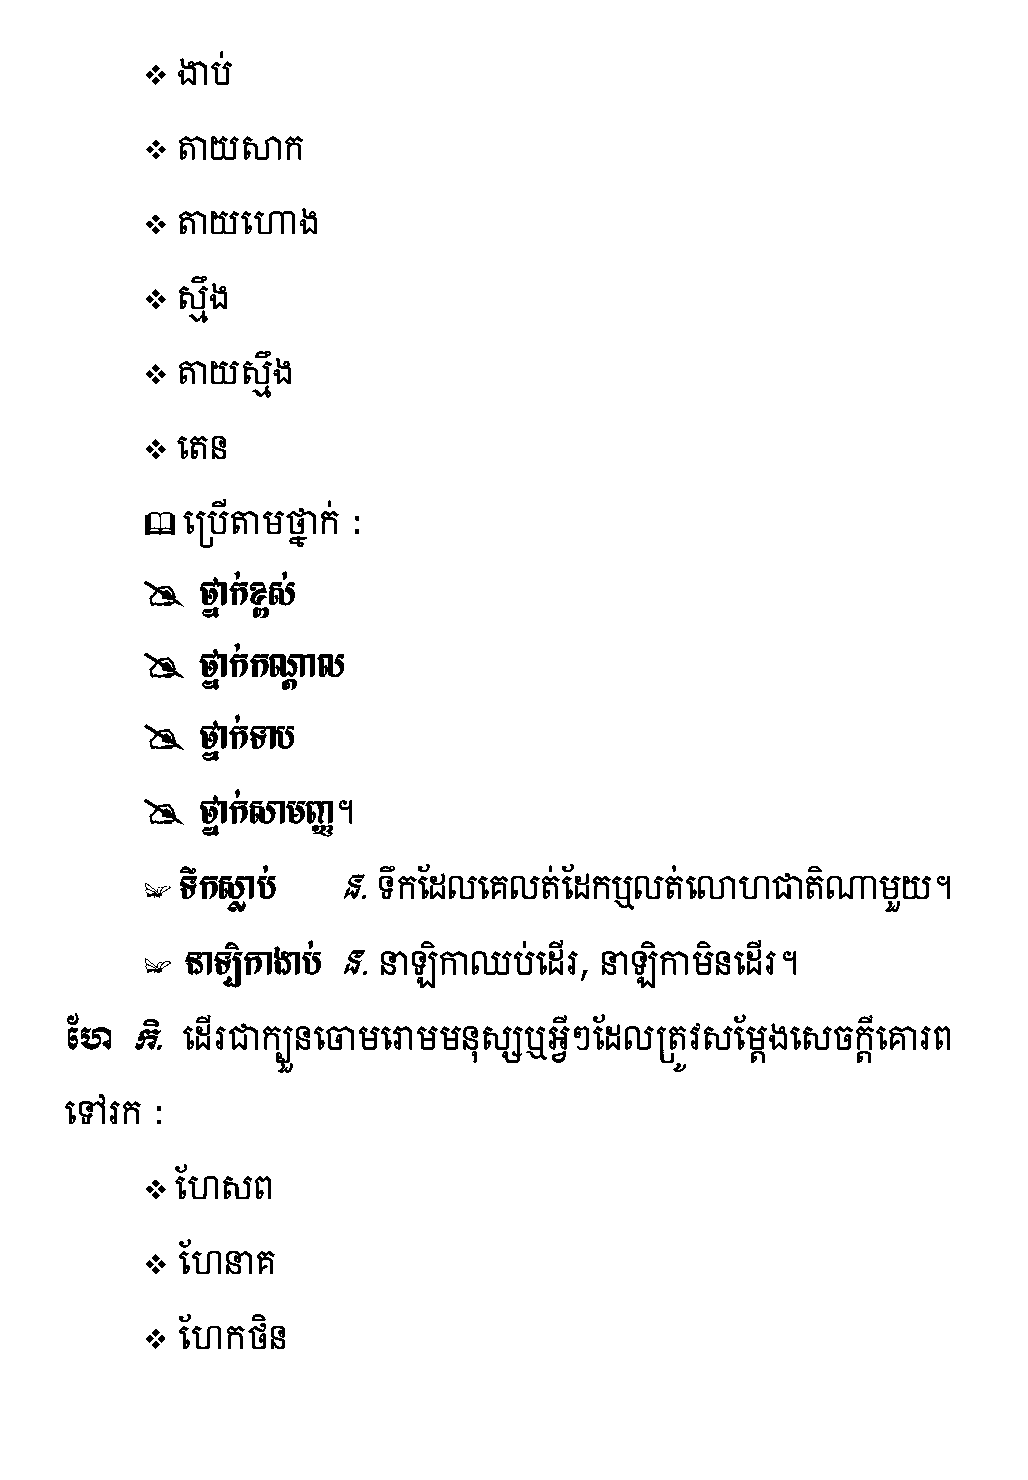 ❖ ងាប់
❖ តាយសាក
❖ តាយហោង
❖ ស្មឹង
❖ តាយស្មឹង
❖ តេន
🕮 ប្រើតាមថ្នាក់ :
✍ ថ្នាក់ខ្ពស់
✍ ថ្នាក់កណ្ដាល
✍ ថ្នាក់ទាប
✍ ថ្នាក់សាមញ្ញ។
ទឹកស្លាប់ ន. ទឹកដែលគេលត់ដែកឬលត់លោហជាតិណាមួយ។
នាឡិកាងាប់ ន. នាឡិកាឈប់ដើរ, នាឡិកាមិនដើរ។
ហែ កិ. ដើរជាក្បួនចោមរោមមនុស្សឬអ្វីៗដែលត្រូវសម្ដែងសេចក្ដីគោរព
ទៅរក :
❖ ហែសព
❖ ហែនាគ
❖ ហែកថិន